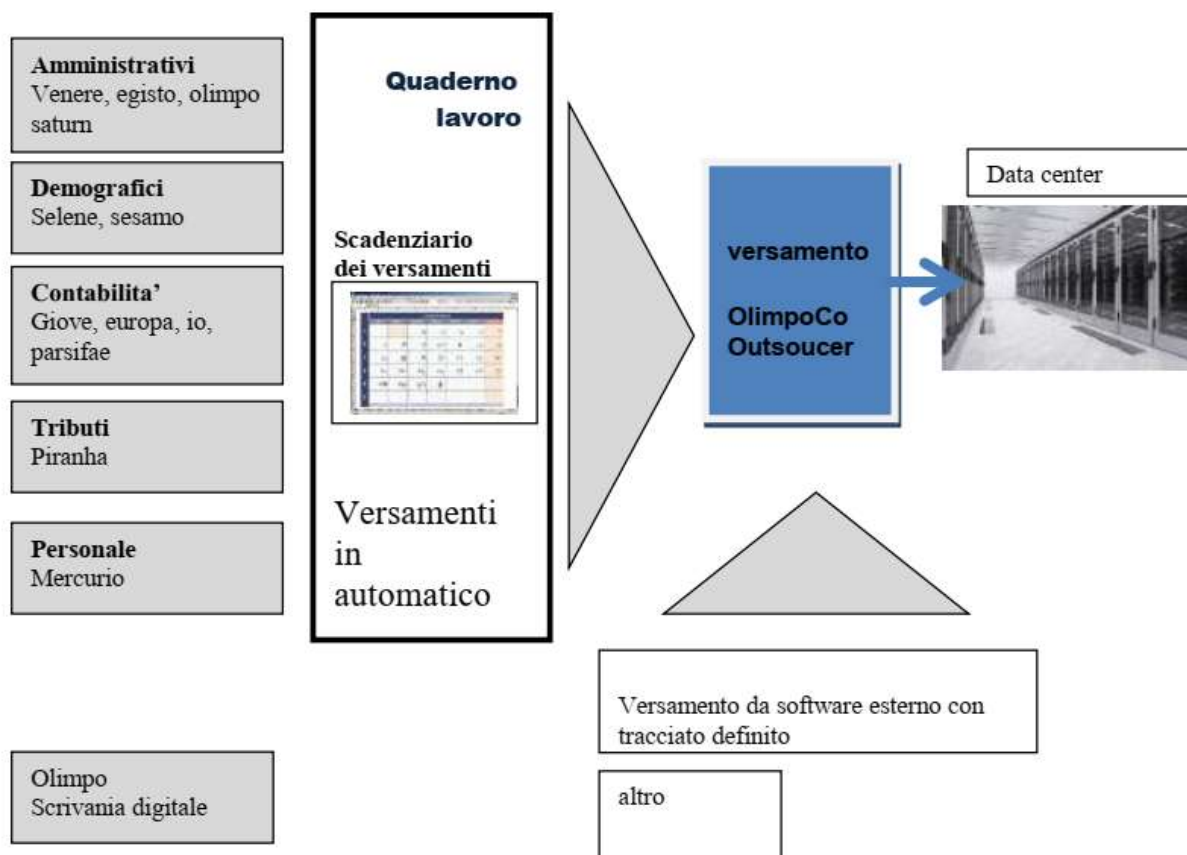 Amministrativi
Venere, egisto, olimpo
saturn
Demografici
Selene, sesamo
Contabilita’
Giove, europa, io,
parsifae
Tributi
Piranha
Personale
Mercurio
Olimpo
Scrivania digitale
Quaderno
lavoro
Scadenziario
dei versamenti
Versamenti
in
automatico
versamento
OlimpoCo
Outsoucer
Data center
Versamento da software esterno con
tracciato definito
altro